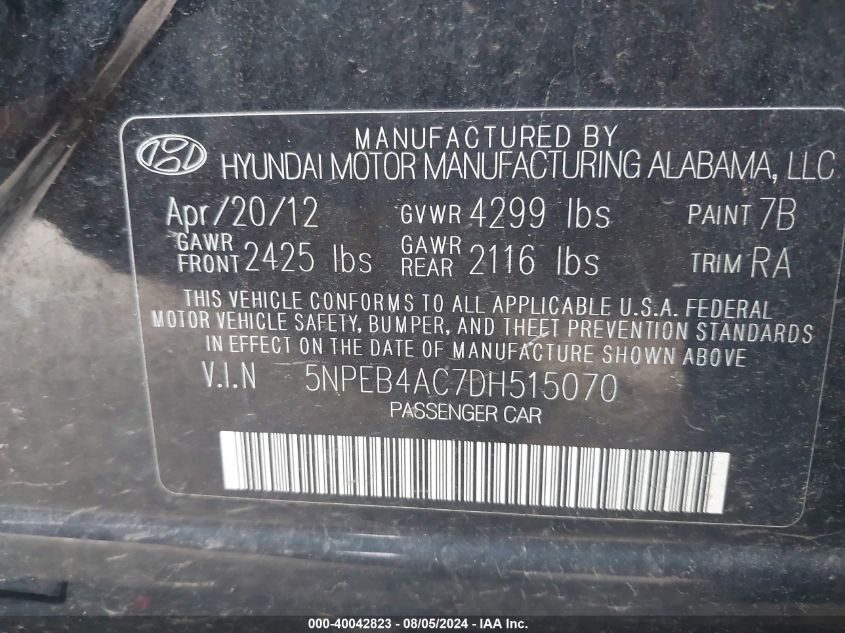 MANUFACTURED BY
HYUNDAI MOTOR MANUFACTURING ALABAMA, LLC
Apr/20/12 GVWR 4299 lbs PAINT 7B
GAWR FRONT 2425 lbs GAWR REAR 2116 lbs TRIM RA
THIS VEHICLE CONFORMS TO ALL APPLICABLE U.S.A. FEDERAL
MOTOR VEHICLE SAFETY, BUMPER, AND THEFT PREVENTION STANDARDS
IN EFFECT ON THE DATE OF MANUFACTURE SHOWN ABOVE
V.I.N 5NPEB4AC7DH515070
PASSENGER CAR
000-40042823 - 08/05/2024 - IAA Inc.